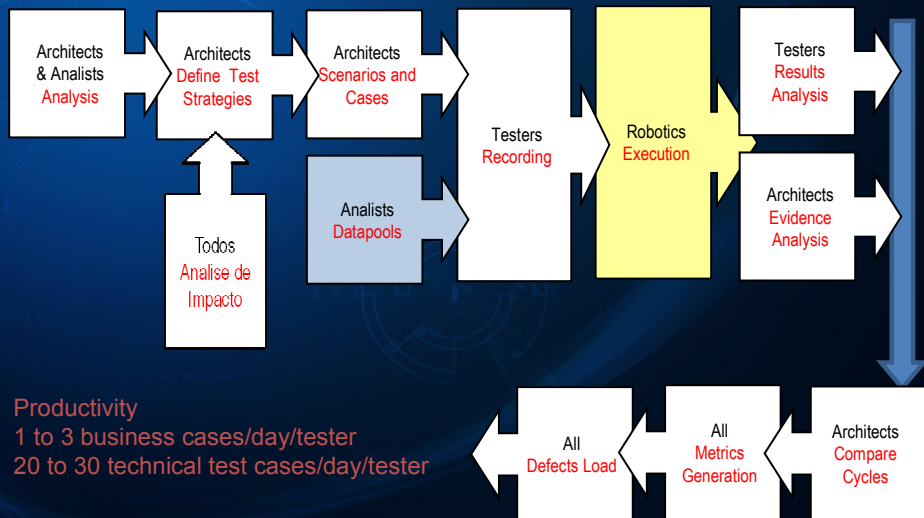 Architects
& Analists
Analysis
Architects
Define Test
Strategies
Architects
Scenarios and
Cases
Todos
Analise de
Impacto
Analists
Datapools
Testers
Recording
Robotics
Execution
Testers
Results
Analysis
Architects
Evidence
Analysis
Architects
Compare
Cycles
All
Metrics
Generation
All
Defects Load
Productivity
1 to 3 business cases/day/tester
20 to 30 technical test cases/day/tester